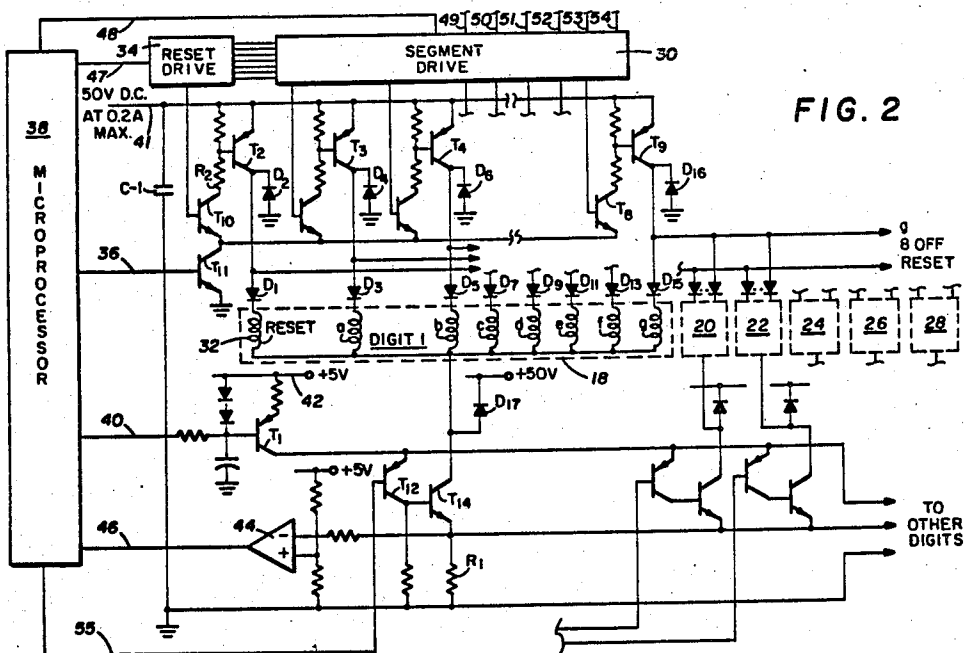 48
49 50 51 52 53 54
34
RESET
DRIVE
SEGMENT
DRIVE
30
47
50V D.C.
AT 0.2A
MAX.
41
FIG. 2
38
MICROPROCESSOR
C-1
T2
T3
T4
T9
R2
D2
D4
D6
D16
T10
T8
36
T11
g
8 OFF
RESET
D1
D3
D5
D7
D9
D11
D13
D15
32
RESET
a
DIGIT 1
b
c
d
e
f
g
20
22
24
26
28
18
+5V
42
+50V
D17
40
T1
+5V
T12
T14
44
-
+
46
R1
TO
OTHER
DIGITS
55